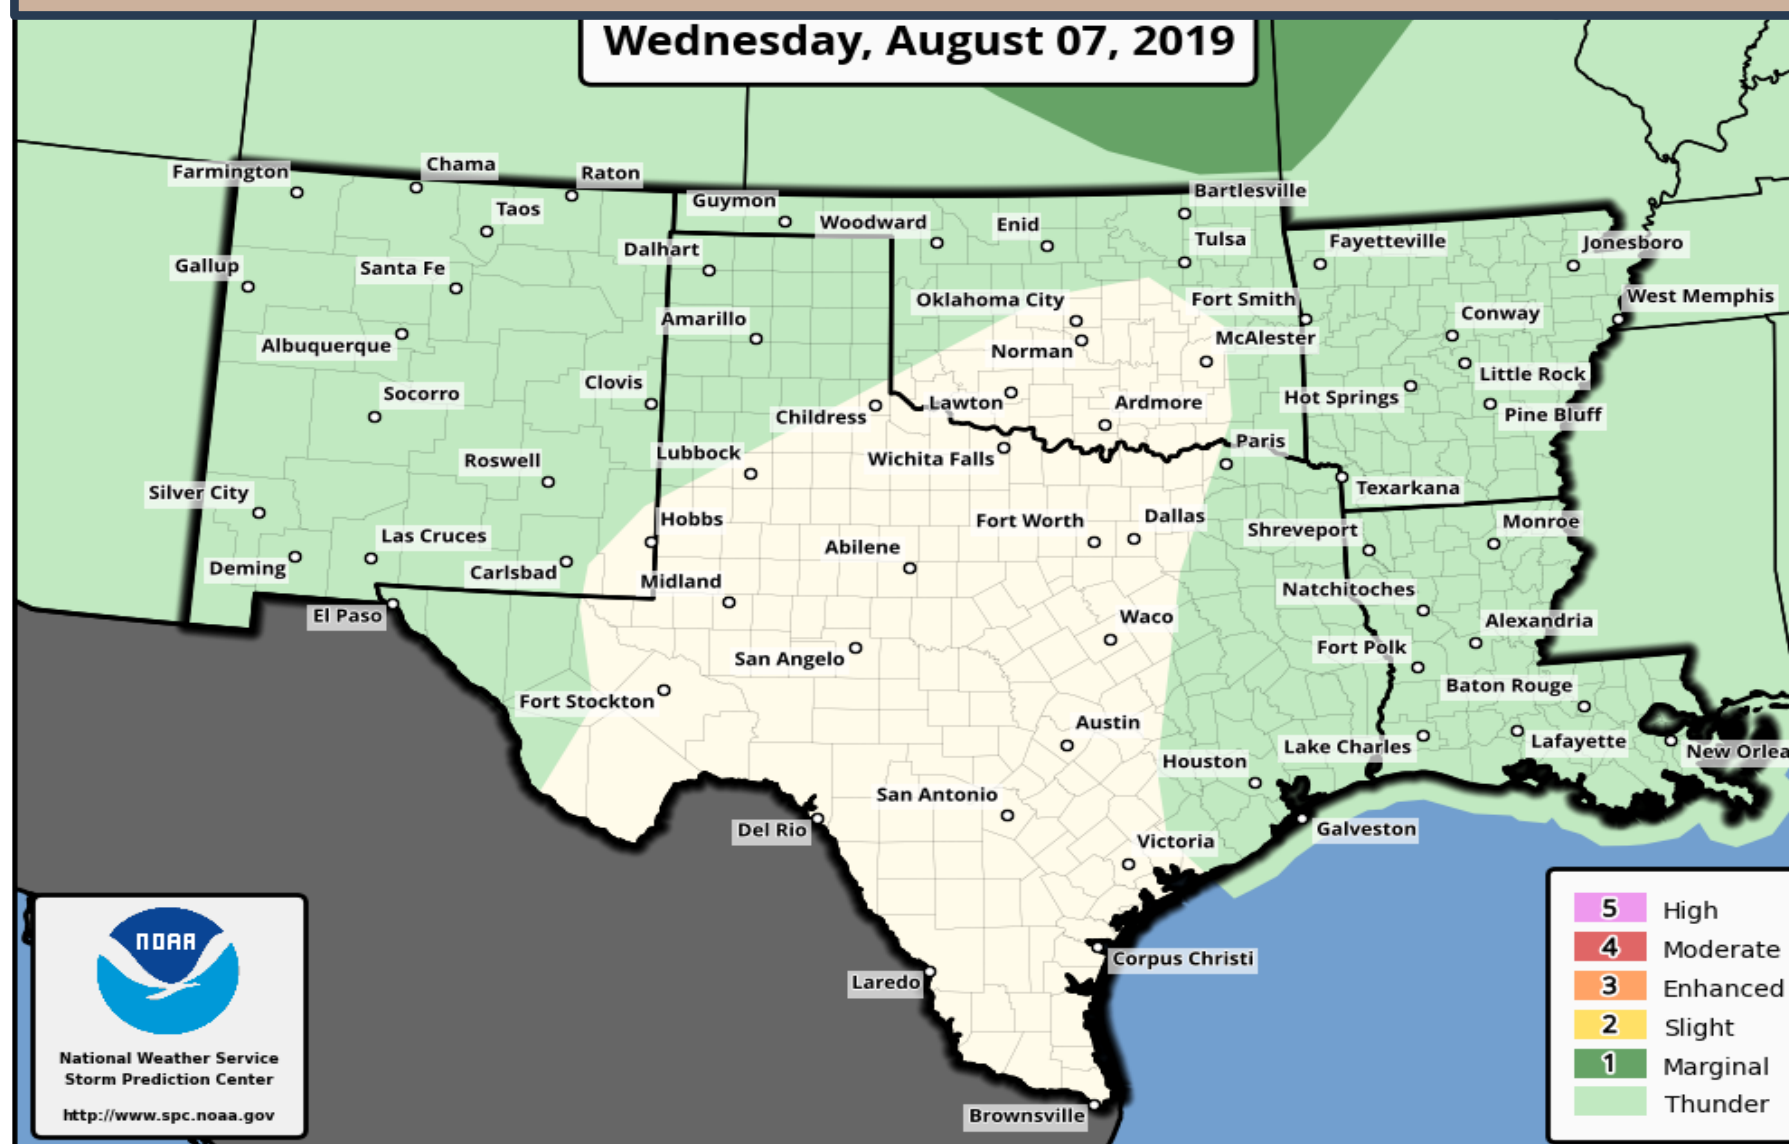 Wednesday, August 07, 2019
Farmington
Chama
Raton
Taos
Guymon
Woodward
Enid
Bartlesville
Tulsa
Fayetteville
Jonesboro
Gallup
Santa Fe
Dalhart
Oklahoma City
Fort Smith
West Memphis
Amarillo
Conway
Albuquerque
Norman
McAlester
Little Rock
Socorro
Clovis
Childress
Lawton
Ardmore
Hot Springs
Pine Bluff
Roswell
Lubbock
Wichita Falls
Paris
Texarkana
Silver City
Las Cruces
Hobbs
Fort Worth
Dallas
Shreveport
Monroe
Deming
Carlsbad
Midland
Abilene
Natchitoches
El Paso
Waco
Alexandria
San Angelo
Fort Polk
Fort Stockton
Baton Rouge
Austin
Lake Charles
Lafayette
New Orlea
Houston
San Antonio
Del Rio
Victoria
Galveston
Corpus Christi
Laredo
Brownsville
NOAA
National Weather Service
Storm Prediction Center
http://www.spc.noaa.gov
5 High
4 Moderate
3 Enhanced
2 Slight
1 Marginal
Thunder